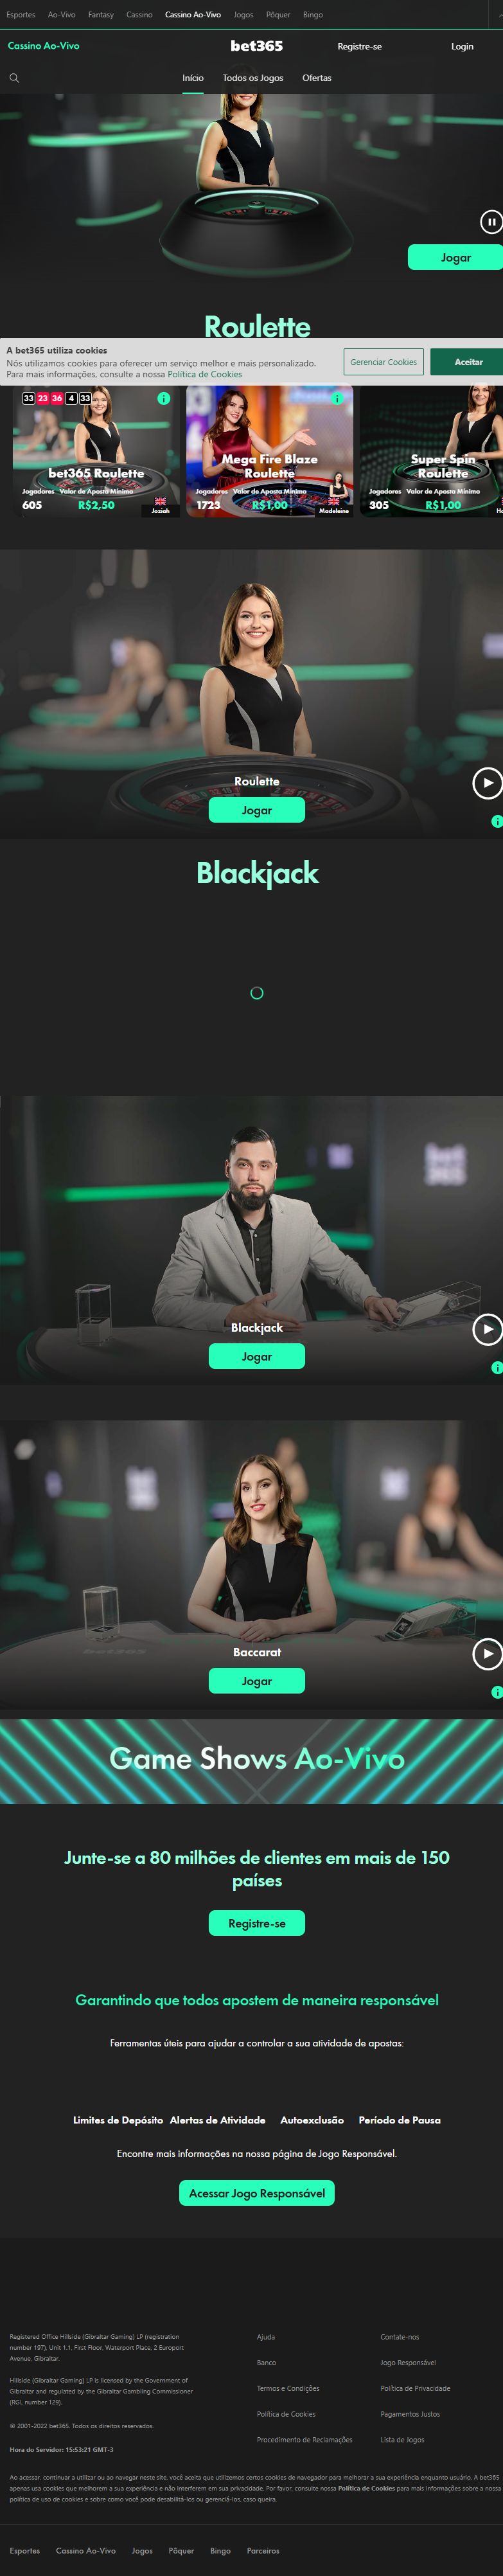 Esportes Ao-Vivo Fantasy Cassino Cassino Ao-Vivo Jogos Pôquer Bingo
Cassino Ao-Vivo bet365 Registre-se Login
Início Todos os Jogos Ofertas
Jogar
Roulette
A bet365 utiliza cookies
Nós utilizamos cookies para oferecer um serviço melhor e mais personalizado.
Para mais informações, consulte a nossa Política de Cookies
Gerenciar Cookies Aceitar
33 23 36 4 33
bet365 Roulette
Jogadores Valor de Aposta Mínimo
605 R$2,50
Josiah
Mega Fire Blaze
Roulette
Jogadores Valor de Aposta Mínimo
1723 R$1,00
Madeleine
Super Spin
Roulette
Jogadores Valor de Aposta Mínimo
305 R$1,00
Roulette
Jogar
Blackjack
bet
365
Blackjack
Jogar
Baccarat
Jogar
Game Shows Ao-Vivo
Junte-se a 80 milhões de clientes em mais de 150
países
Registre-se
Garantindo que todos apostem de maneira responsável
Ferramentas úteis para ajudar a controlar a sua atividade de apostas:
Limites de Depósito Alertas de Atividade Autoexclusão Período de Pausa
Encontre mais informações na nossa página de Jogo Responsável.
Acessar Jogo Responsável
Registered Office Hillside (Gibraltar Gaming) LP (registration
number 197), Unit 1.1, First Floor, Waterport Place, 2 Europort
Avenue, Gibraltar.
Hillside (Gibraltar Gaming) LP is licensed by the Government of
Gibraltar and regulated by the Gibraltar Gambling Commissioner
(RGL number 129).
© 2001-2022 bet365. Todos os direitos reservados.
Hora do Servidor: 15:53:21 GMT-3
Ajuda
Banco
Termos e Condições
Política de Cookies
Procedimento de Reclamações
Contate-nos
Jogo Responsável
Política de Privacidade
Pagamentos Justos
Lista de Jogos
Ao acessar, continuar a utilizar ou ao navegar neste site, você aceita que utilizemos certos cookies de navegador para melhorar a sua experiência enquanto usuário. A bet365
apenas usa cookies que melhorem a sua experiência e não interferem em sua privacidade. Por favor, consulte nossa Política de Cookies para mais informações sobre a nossa
política de uso de cookies e sobre como você pode desabilitá-los ou gerenciá-los, caso queira.
Esportes Cassino Ao-Vivo Jogos Pôquer Bingo Parceiros